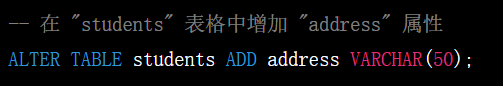 -- 在 "students" 表格中增加 "address" 属性
ALTER TABLE students ADD address VARCHAR(50);